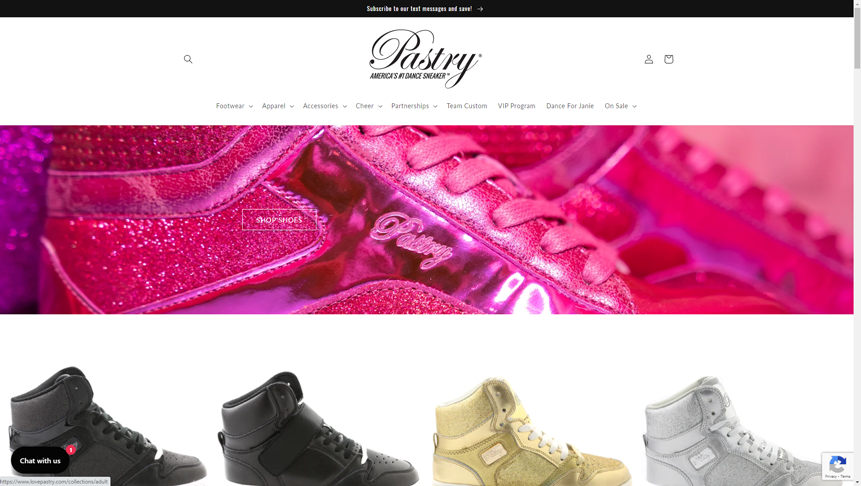 Subscribe to our text messages and save!
Pastry®
AMERICA'S #1 DANCE SNEAKER®
Footwear
Apparel
Accessories
Cheer
Partnerships
Team Custom
VIP Program
Dance For Janie
On Sale
SHOP SHOES
Pastry
Chat with us
1
Privacy - Terms
https://www.lovepastry.com/collections/adult